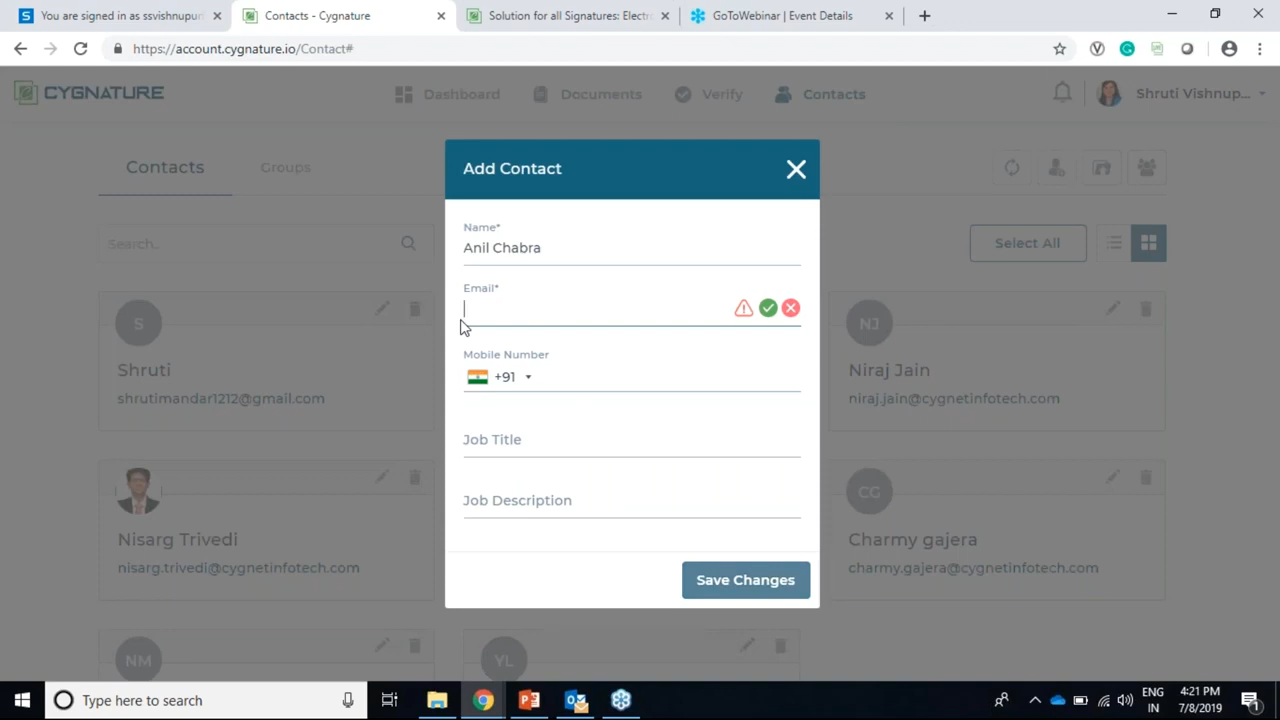 You are signed in as ssvishnupur
Contacts - Cygnature
Solution for all Signatures: Electr
GoToWebinar | Event Details
https://account.cygnature.io/Contact#
CYGNATURE
Dashboard
Documents
Verify
Contacts
Shruti Vishnup...
Contacts
Groups
Search..
Select All
Add Contact
Name*
Anil Chabra
Email*
Mobile Number
+91
Job Title
Job Description
Save Changes
S
Shruti
shrutimandar1212@gmail.com
NJ
Niraj Jain
niraj.jain@cygnetinfotech.com
Nisarg Trivedi
nisarg.trivedi@cygnetinfotech.com
CG
Charmy gajera
charmy.gajera@cygnetinfotech.com
NM
YL
Type here to search
ENG
IN
4:21 PM
7/8/2019
1